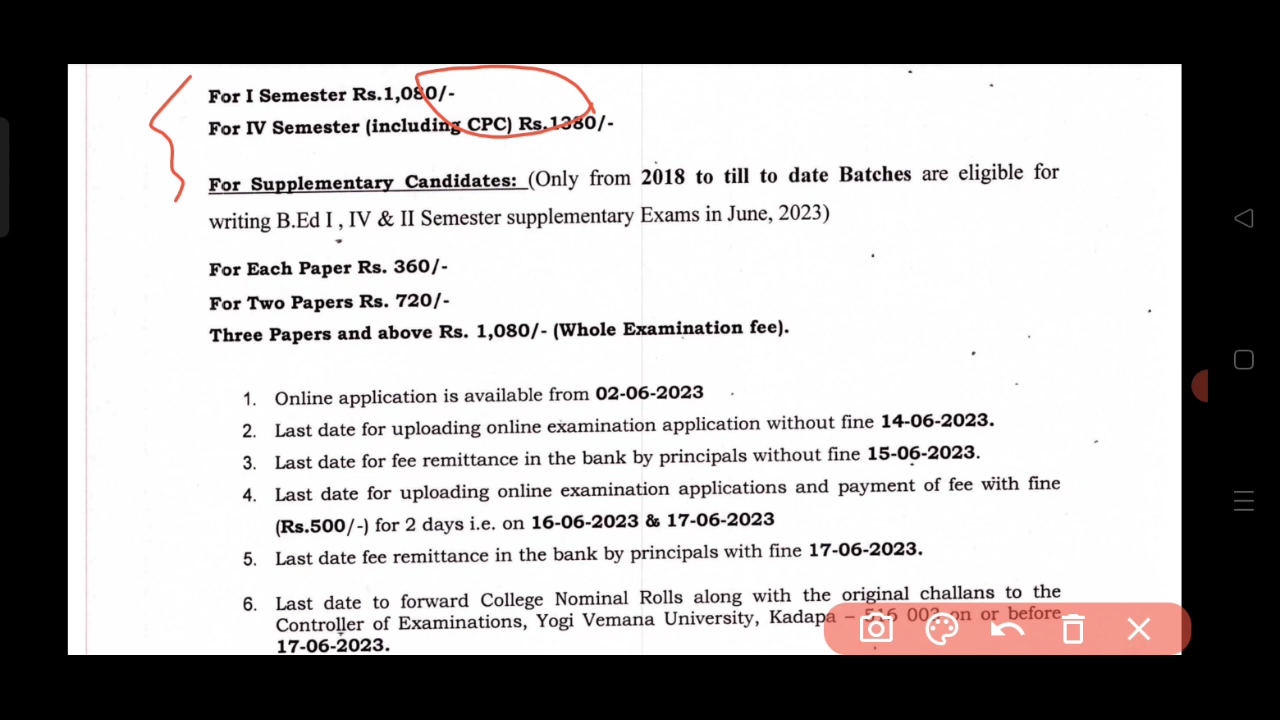 For I Semester Rs.1,080/-
For IV Semester (including CPC) Rs.1380/-
For Supplementary Candidates: (Only from 2018 to till to date Batches are eligible for
writing B.Ed I , IV & II Semester supplementary Exams in June, 2023)
For Each Paper Rs. 360/-
For Two Papers Rs. 720/-
Three Papers and above Rs. 1,080/- (Whole Examination fee).
1. Online application is available from 02-06-2023
2. Last date for uploading online examination application without fine 14-06-2023.
3. Last date for fee remittance in the bank by principals without fine 15-06-2023.
4. Last date for uploading online examination applications and payment of fee with fine
(Rs.500/-) for 2 days i.e. on 16-06-2023 & 17-06-2023
5. Last date fee remittance in the bank by principals with fine 17-06-2023.
6. Last date to forward College Nominal Rolls along with the original challans to the
Controller of Examinations, Yogi Vemana University, Kadapa – 516 003 on or before
17-06-2023.